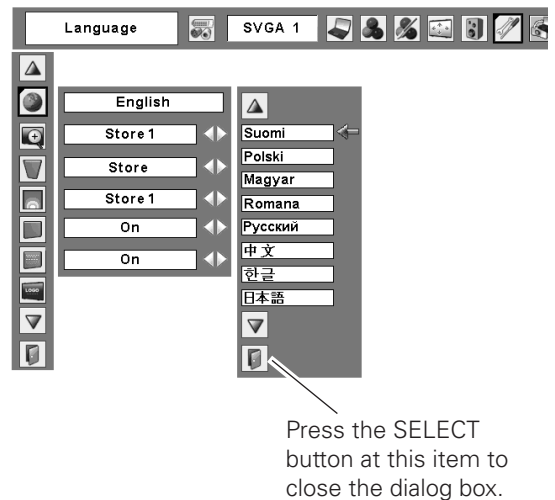 Language
SVGA 1
English
Store 1
Store
Store 1
On
On
Suomi
Polski
Magyar
Romana
Русский
中文
한글
日本語
LOGO
Press the SELECT
button at this item to
close the dialog box.